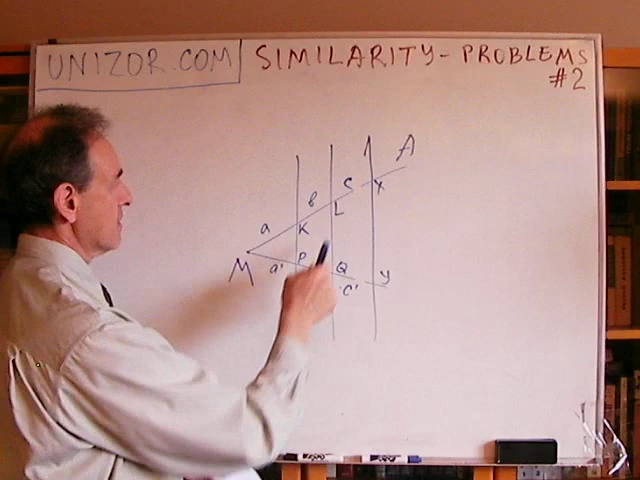 UNIZOR.COM
SIMILARITY - PROBLEMS
#2
A
a b c
K L X
M
a' P Q c' y